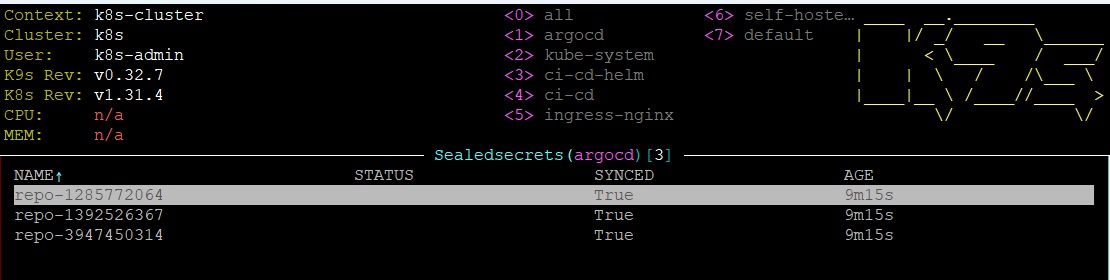 Context: k8s-cluster <0> all <6> self-hoste…
Cluster: k8s <1> argocd <7> default
User: k8s-admin <2> kube-system
K9s Rev: v0.32.7 <3> ci-cd-helm
K8s Rev: v1.31.4 <4> ci-cd
CPU: n/a <5> ingress-nginx
MEM: n/a
K9s
Sealedsecrets(argocd)[3]
NAME↑ STATUS SYNCED AGE
repo-1285772064 True 9m15s
repo-1392526367 True 9m15s
repo-3947450314 True 9m15s